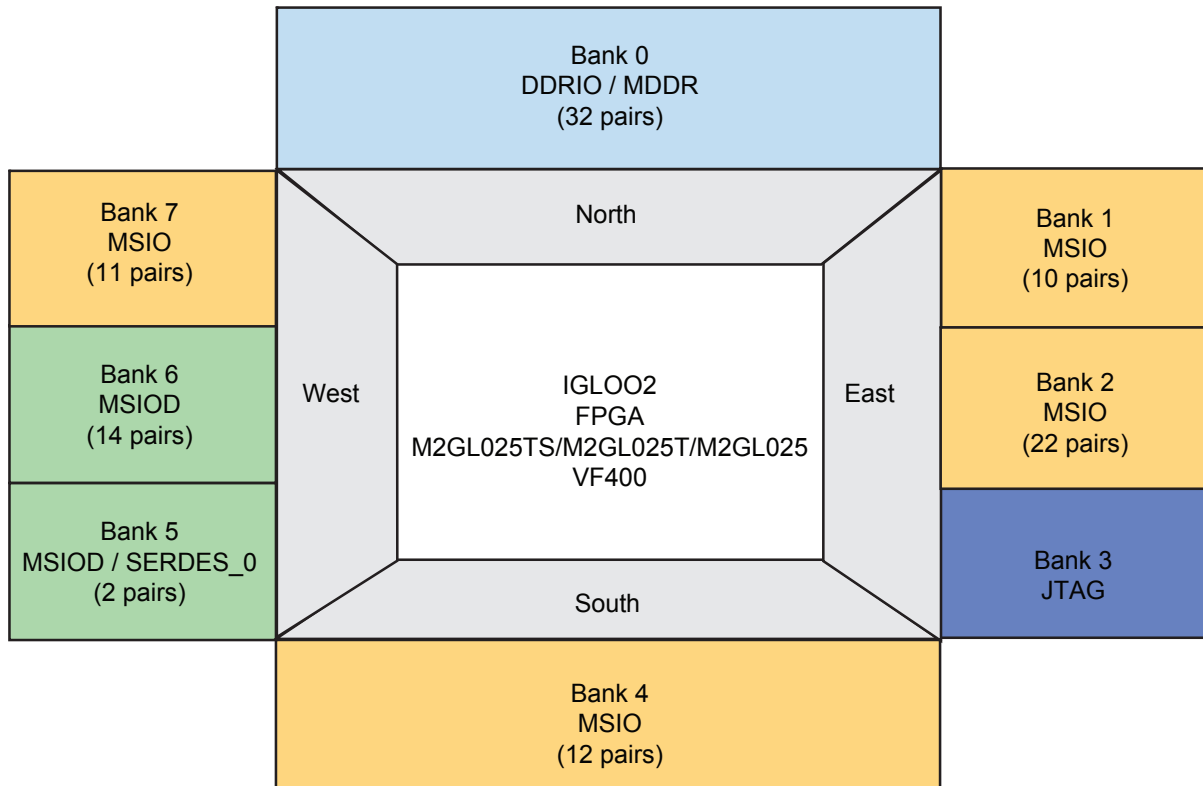 Bank 0
DDRIO / MDDR
(32 pairs)
Bank 7
MSIO
(11 pairs)
North
Bank 1
MSIO
(10 pairs)
Bank 6
MSIOD
(14 pairs)
West
IGLOO2
FPGA
M2GL025TS/M2GL025T/M2GL025
VF400
East
Bank 2
MSIO
(22 pairs)
Bank 5
MSIOD / SERDES_0
(2 pairs)
South
Bank 3
JTAG
Bank 4
MSIO
(12 pairs)